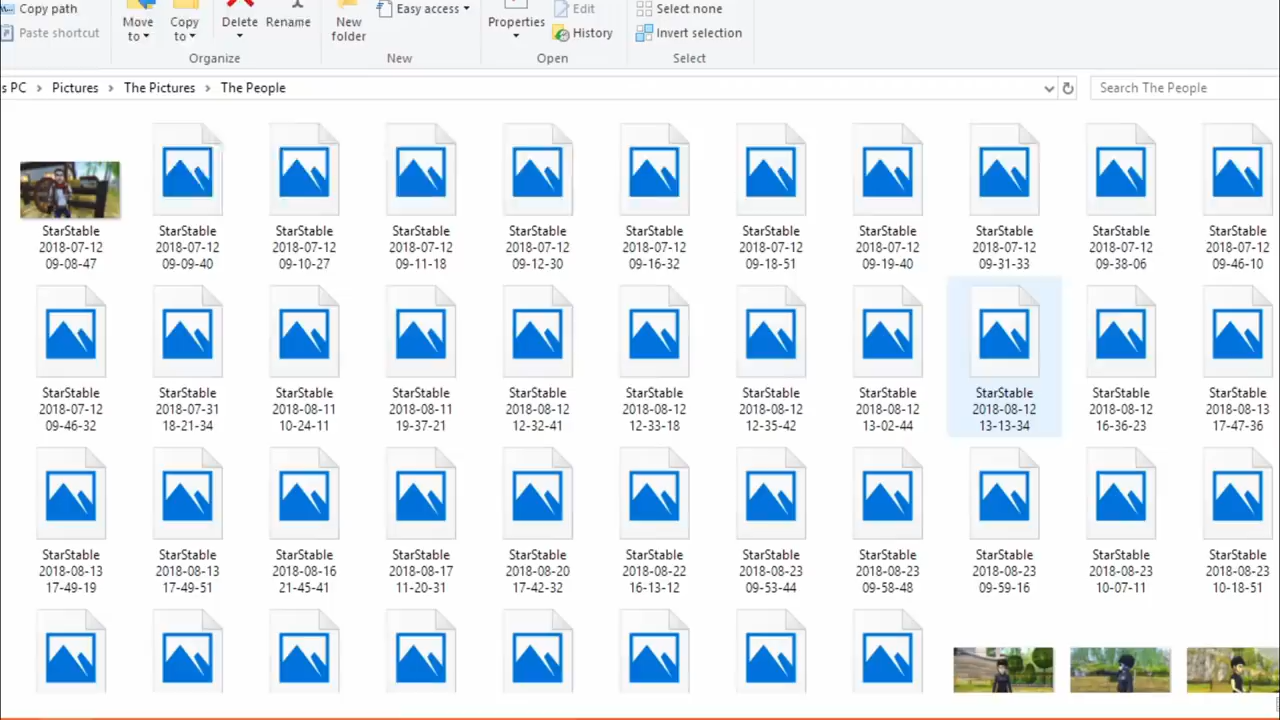 Copy path
Paste shortcut
Move to
Copy to
Delete
Rename
New folder
Easy access
Properties
Edit
History
Select none
Invert selection
Organize
New
Open
Select
s PC > Pictures > The Pictures > The People
Search The People
StarStable 2018-07-12 09-08-47
StarStable 2018-07-12 09-09-40
StarStable 2018-07-12 09-10-27
StarStable 2018-07-12 09-11-18
StarStable 2018-07-12 09-12-30
StarStable 2018-07-12 09-16-32
StarStable 2018-07-12 09-18-51
StarStable 2018-07-12 09-19-40
StarStable 2018-07-12 09-31-33
StarStable 2018-07-12 09-38-06
StarStable 2018-07-12 09-46-10
StarStable 2018-07-12 09-46-32
StarStable 2018-07-31 18-21-34
StarStable 2018-08-11 10-24-11
StarStable 2018-08-11 19-37-21
StarStable 2018-08-12 12-32-41
StarStable 2018-08-12 12-33-18
StarStable 2018-08-12 12-35-42
StarStable 2018-08-12 13-02-44
StarStable 2018-08-12 13-13-34
StarStable 2018-08-12 16-36-23
StarStable 2018-08-13 17-47-36
StarStable 2018-08-13 17-49-19
StarStable 2018-08-13 17-49-51
StarStable 2018-08-16 21-45-41
StarStable 2018-08-17 11-20-31
StarStable 2018-08-20 17-42-32
StarStable 2018-08-22 16-13-12
StarStable 2018-08-23 09-53-44
StarStable 2018-08-23 09-58-48
StarStable 2018-08-23 09-59-16
StarStable 2018-08-23 10-07-11
StarStable 2018-08-23 10-18-51